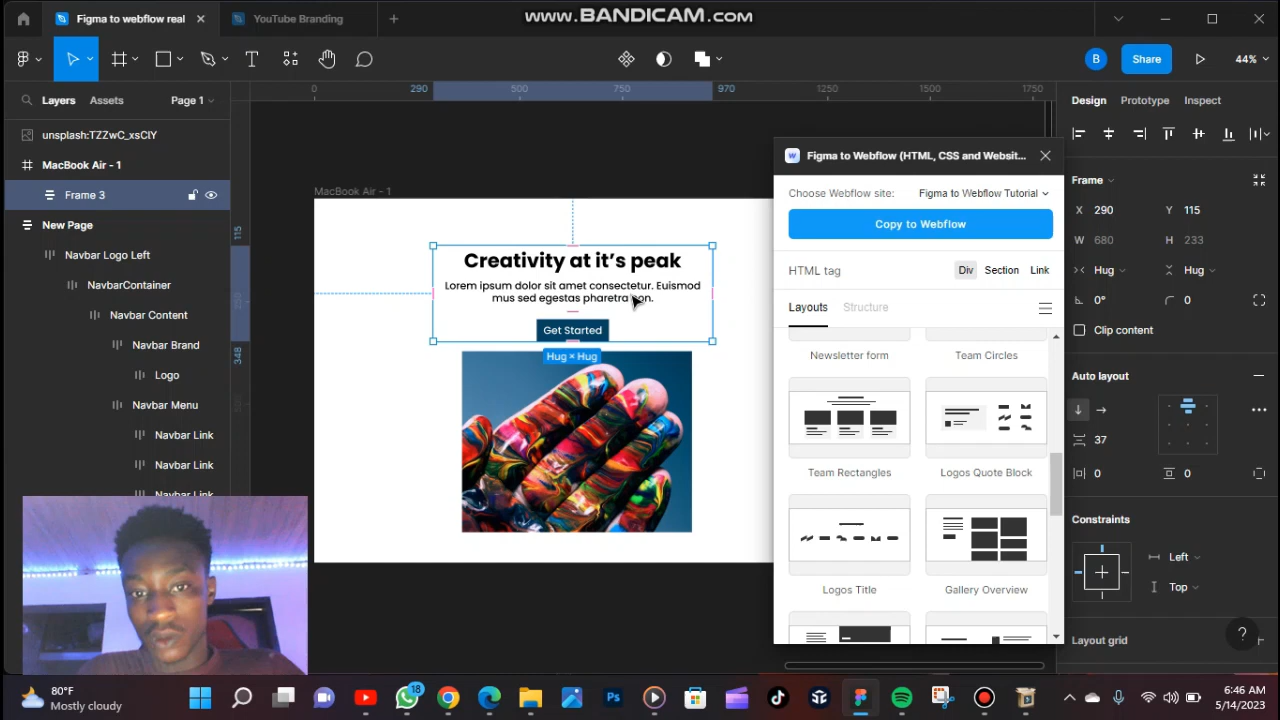 www.BANDICAM.com
Figma to webflow real
YouTube Branding
B
Share
44%
Layers
Assets
Page 1
unsplash:TZZwC_xsClY
MacBook Air - 1
Frame 3
New Page
Navbar Logo Left
NavbarContainer
Navbar Content
Navbar Brand
Logo
Navbar Menu
Navbar Link
Navbar Link
Navbar Link
0
290
500
750
970
1250
1500
1750
115
348
MacBook Air - 1
Creativity at it’s peak
Lorem ipsum dolor sit amet consectetur. Euismod
mus sed egestas pharetra non.
Get Started
Hug × Hug
Figma to Webflow (HTML, CSS and Websit...
Choose Webflow site:
Figma to Webflow Tutorial
Copy to Webflow
HTML tag
Div
Section
Link
Layouts
Structure
Newsletter form
Team Circles
Team Rectangles
Logos Quote Block
Logos Title
Gallery Overview
Design
Prototype
Inspect
Frame
X 290
Y 115
W 680
H 233
Hug
Hug
0°
0
Clip content
Auto layout
37
0
0
Constraints
Left
Top
Layout grid
?
80°F
Mostly cloudy
18
Ps
6:46 AM
5/14/2023